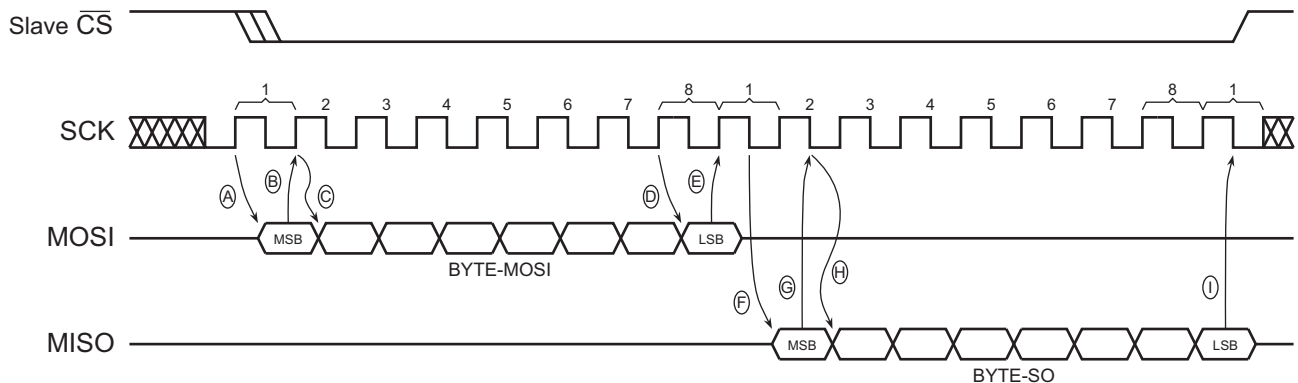 Slave CS
1 2 3 4 5 6 7 8 1 2 3 4 5 6 7 8 1
SCK
A B C D E
MOSI MSB LSB
BYTE-MOSI
F G H I
MISO MSB LSB
BYTE-SO